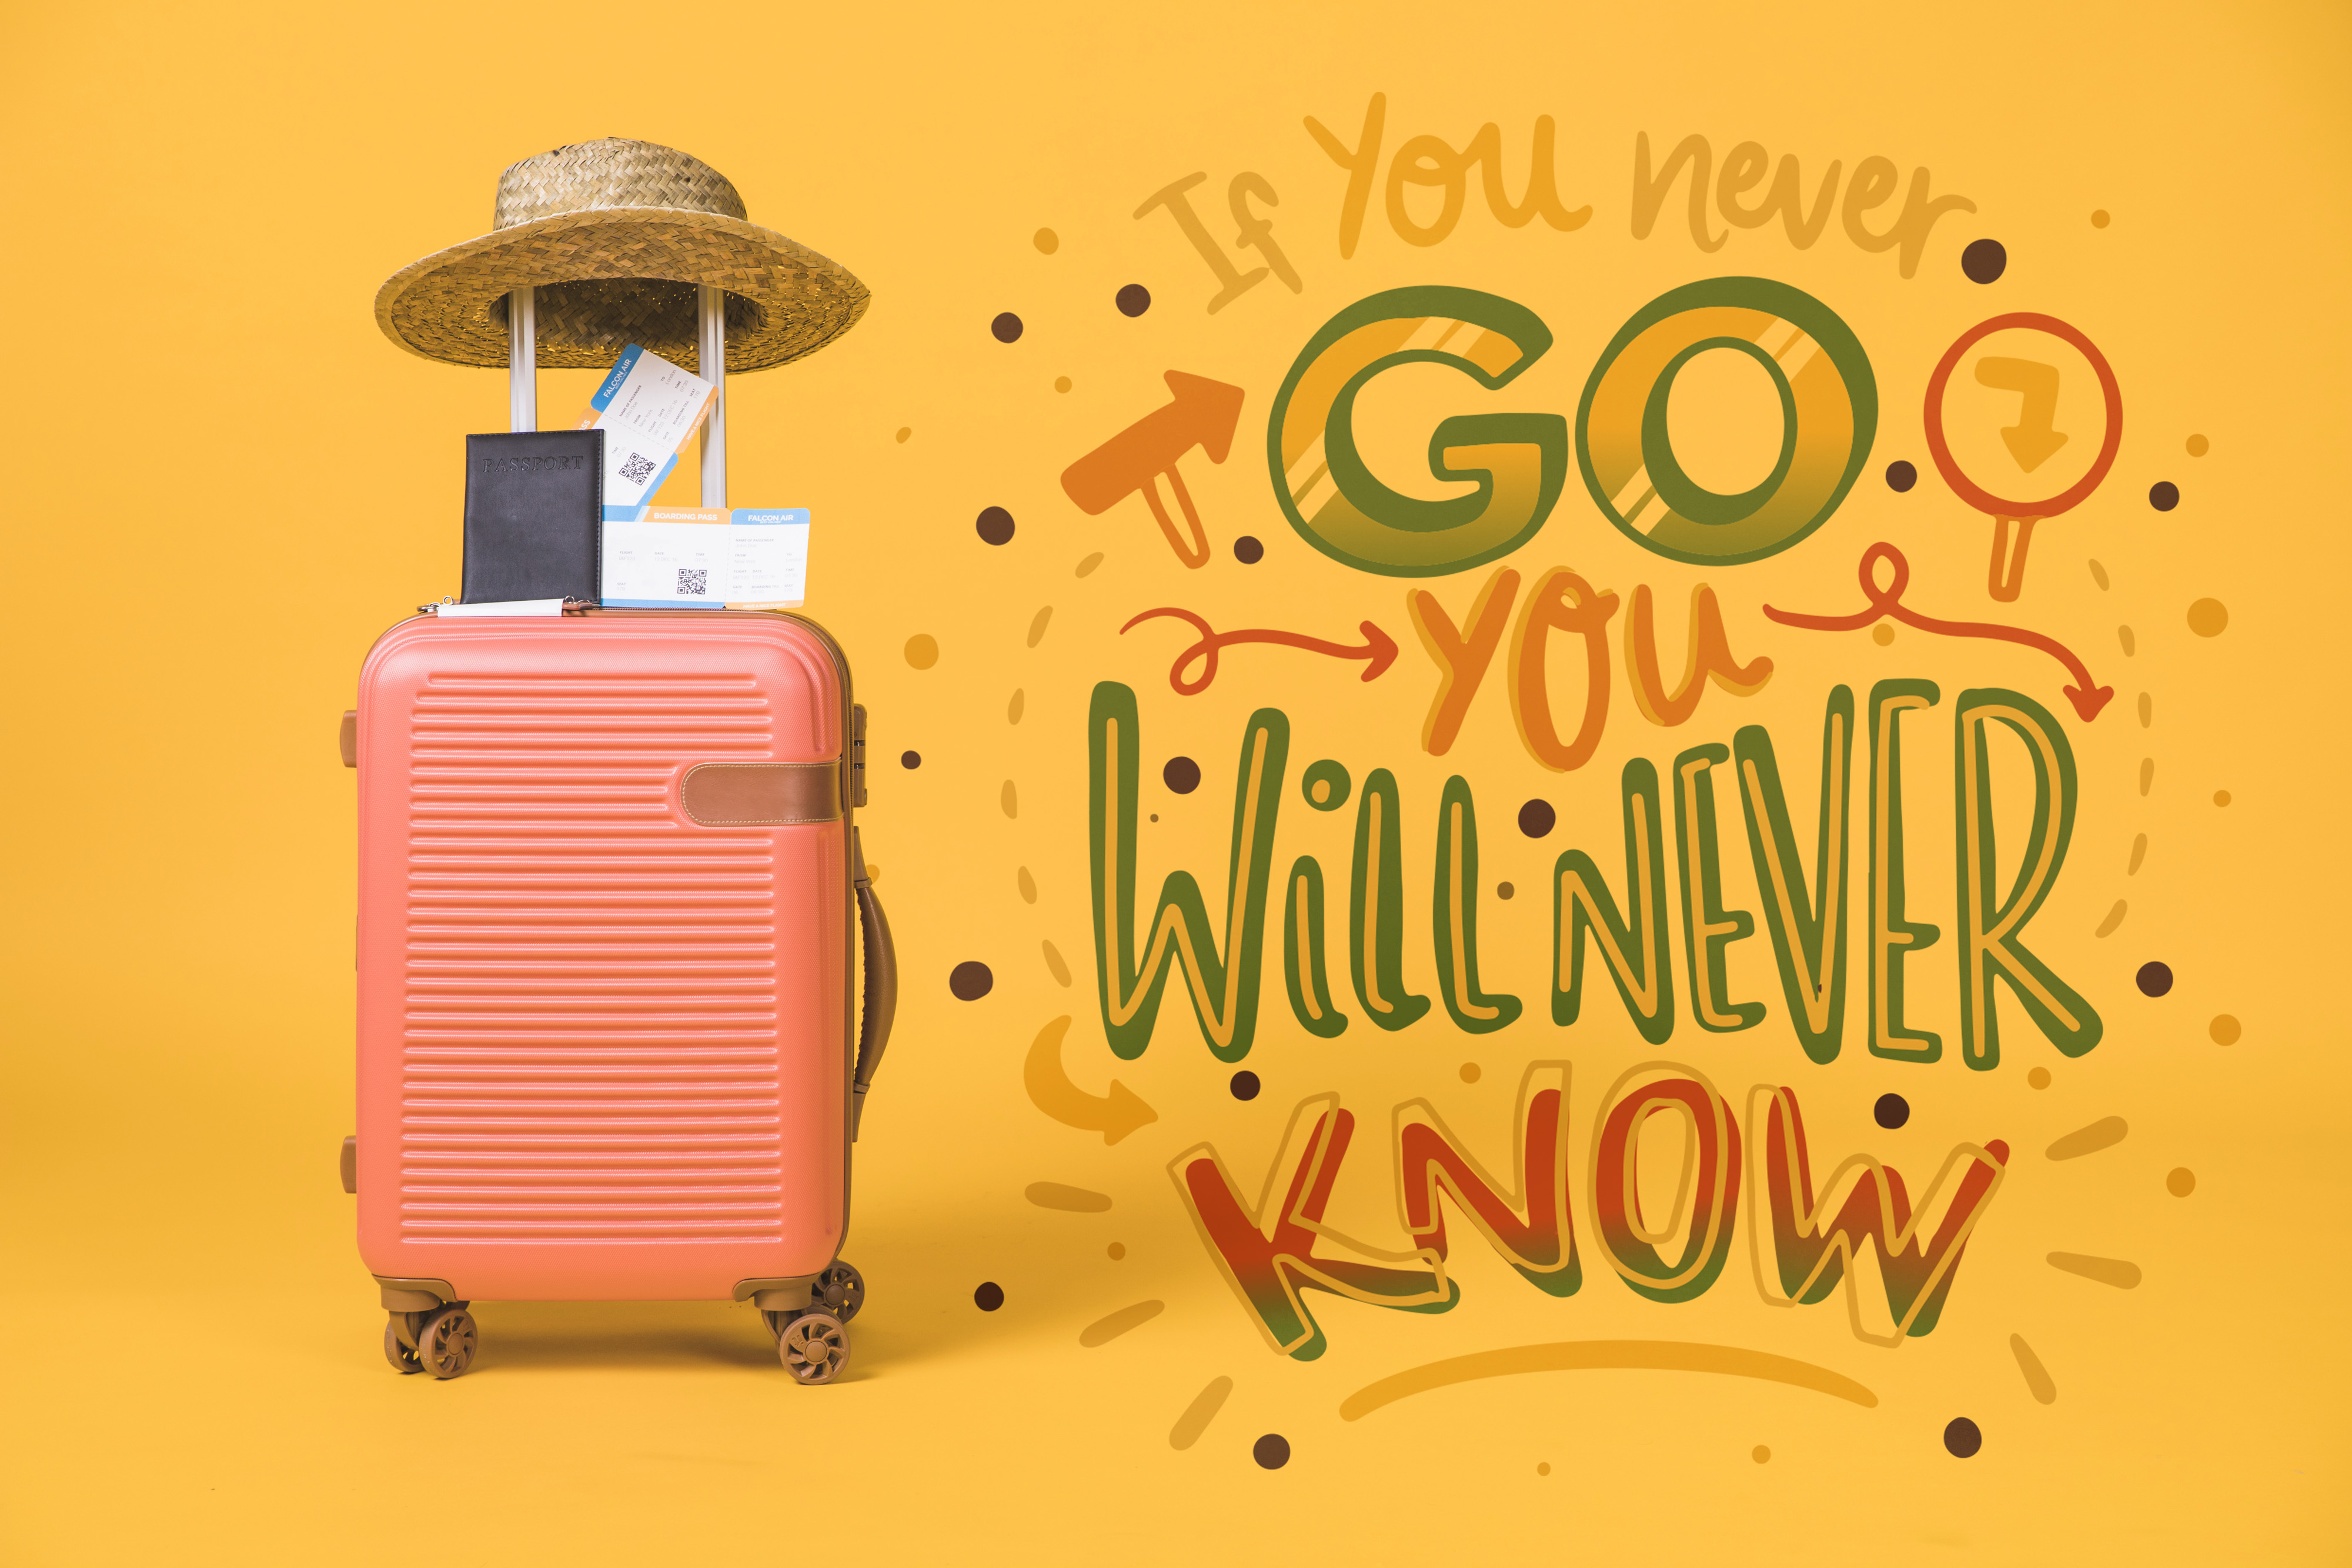 If you never
GO
you
Will NEVER
KNOW
FALCON AIR
PASSPORT
BOARDING PASS
FALCON AIR